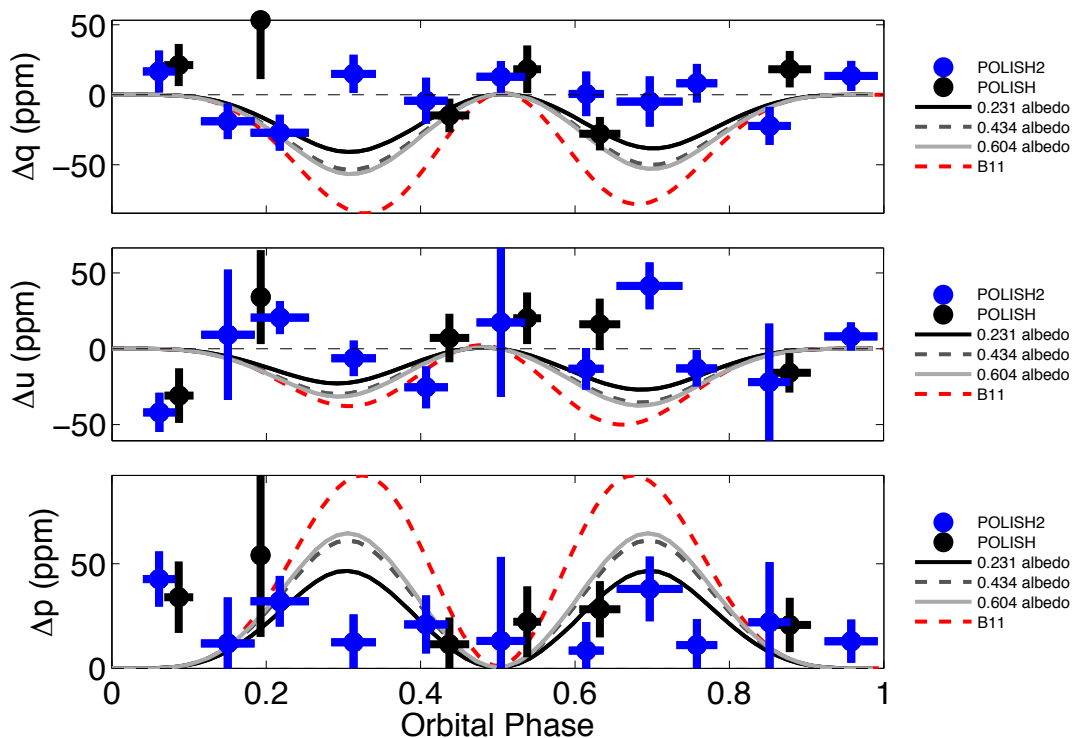 50
0
−50
Δq (ppm)
POLISH2
POLISH
0.231 albedo
0.434 albedo
0.604 albedo
B11
50
0
−50
Δu (ppm)
POLISH2
POLISH
0.231 albedo
0.434 albedo
0.604 albedo
B11
50
0
Δp (ppm)
POLISH2
POLISH
0.231 albedo
0.434 albedo
0.604 albedo
B11
0 0.2 0.4 0.6 0.8 1
Orbital Phase